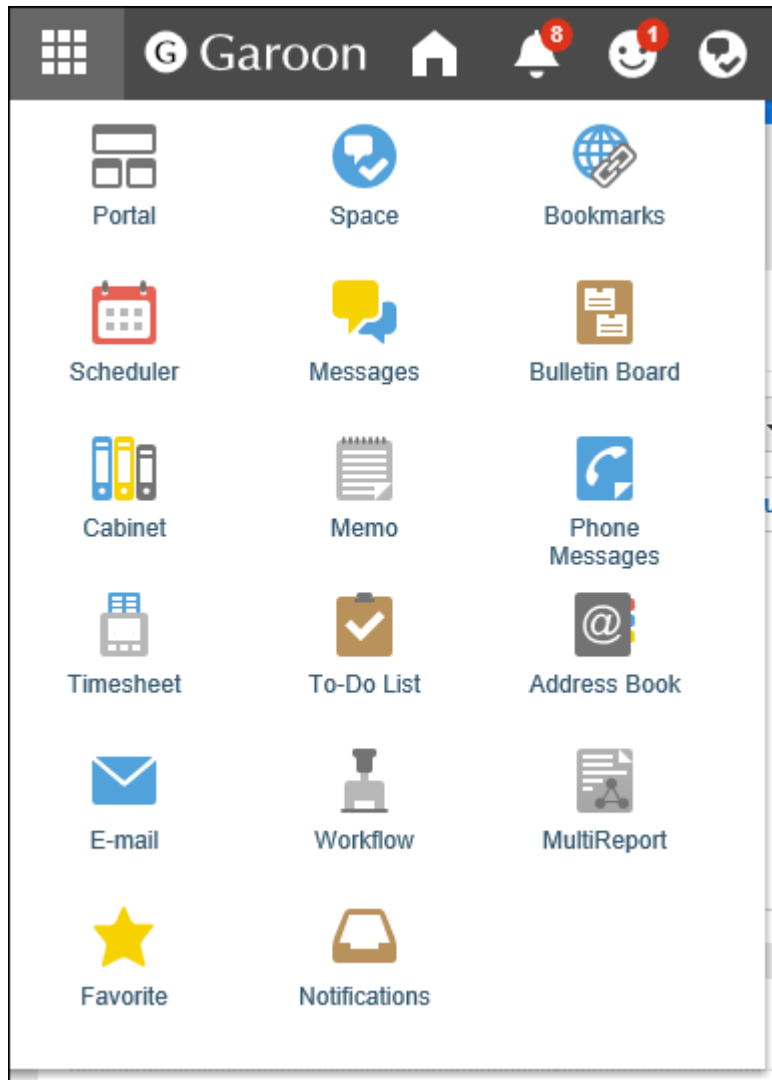 G Garoon 8 1
Portal Space Bookmarks
Scheduler Messages Bulletin Board
Cabinet Memo Phone
Messages
@
Timesheet To-Do List Address Book
E-mail Workflow MultiReport
Favorite Notifications